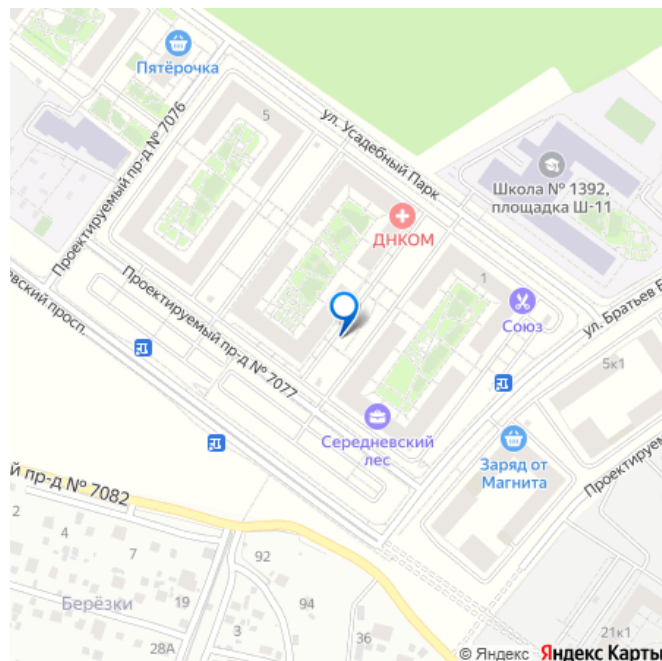 Пятёрочка
5
Проектируемый пр-д № 7076
ул. Усадебный Парк
Школа № 1392,
площадка Ш-11
ДНКОМ
1
Союз
Проектируемый пр-д № 7077
евский просп.
ул. Братьев Б
5к1
Середневский
лес
Заряд от
Магнита
Проектируем
й пр-д № 7082
2
4
7
92
Берёзки
19
94
3
36
28А
21к1
© Яндекс Яндекс Карты